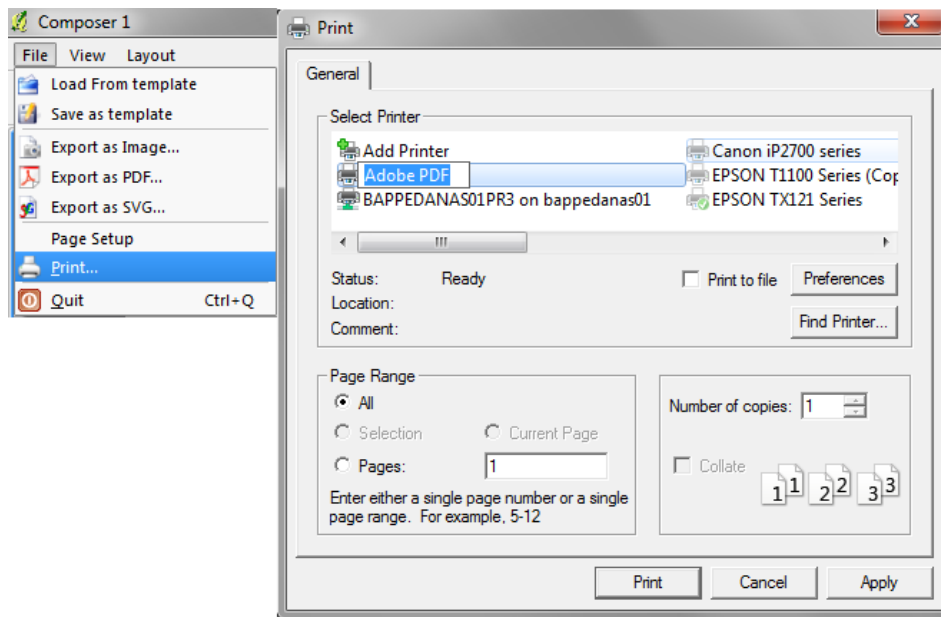 Composer 1
File View Layout
Load From template
Save as template
Export as Image...
Export as PDF...
Export as SVG...
Page Setup
Print...
Quit Ctrl+Q
Print
General
Select Printer
Add Printer Canon iP2700 series
Adobe PDF EPSON T1100 Series (Cop
BAPPEDANAS01PR3 on bappedanas01 EPSON TX121 Series
Status: Ready Print to file Preferences
Location:
Comment: Find Printer...
Page Range
All
Selection Current Page
Pages: 1
Enter either a single page number or a single
page range. For example, 5-12
Number of copies: 1
Collate
1 1 2 2 3 3
Print Cancel Apply